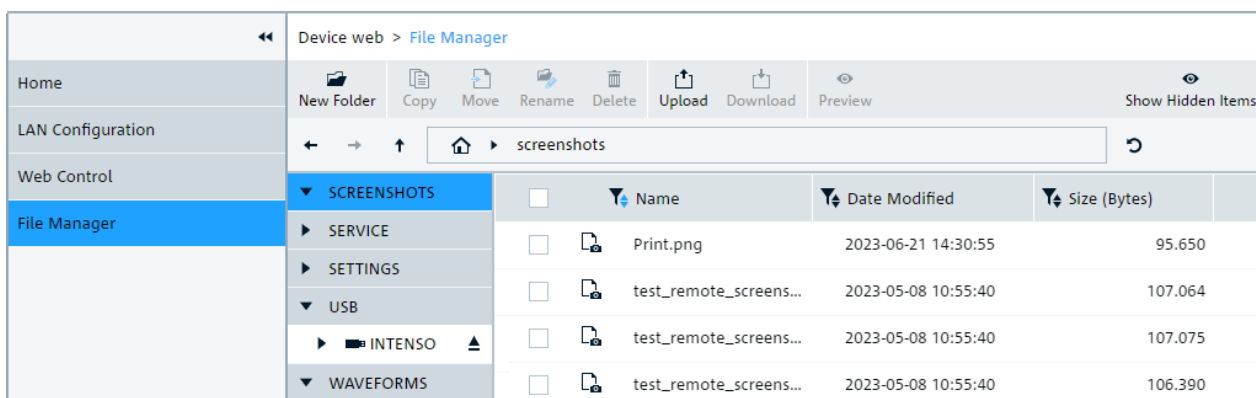 Device web > File Manager
Home
LAN Configuration
Web Control
File Manager
New Folder Copy Move Rename Delete Upload Download Preview Show Hidden Items
screenshots
SCREENSHOTS
SERVICE
SETTINGS
USB
INTENSO
WAVEFORMS
Name Date Modified Size (Bytes)
Print.png 2023-06-21 14:30:55 95.650
test_remote_screens... 2023-05-08 10:55:40 107.064
test_remote_screens... 2023-05-08 10:55:40 107.075
test_remote_screens... 2023-05-08 10:55:40 106.390